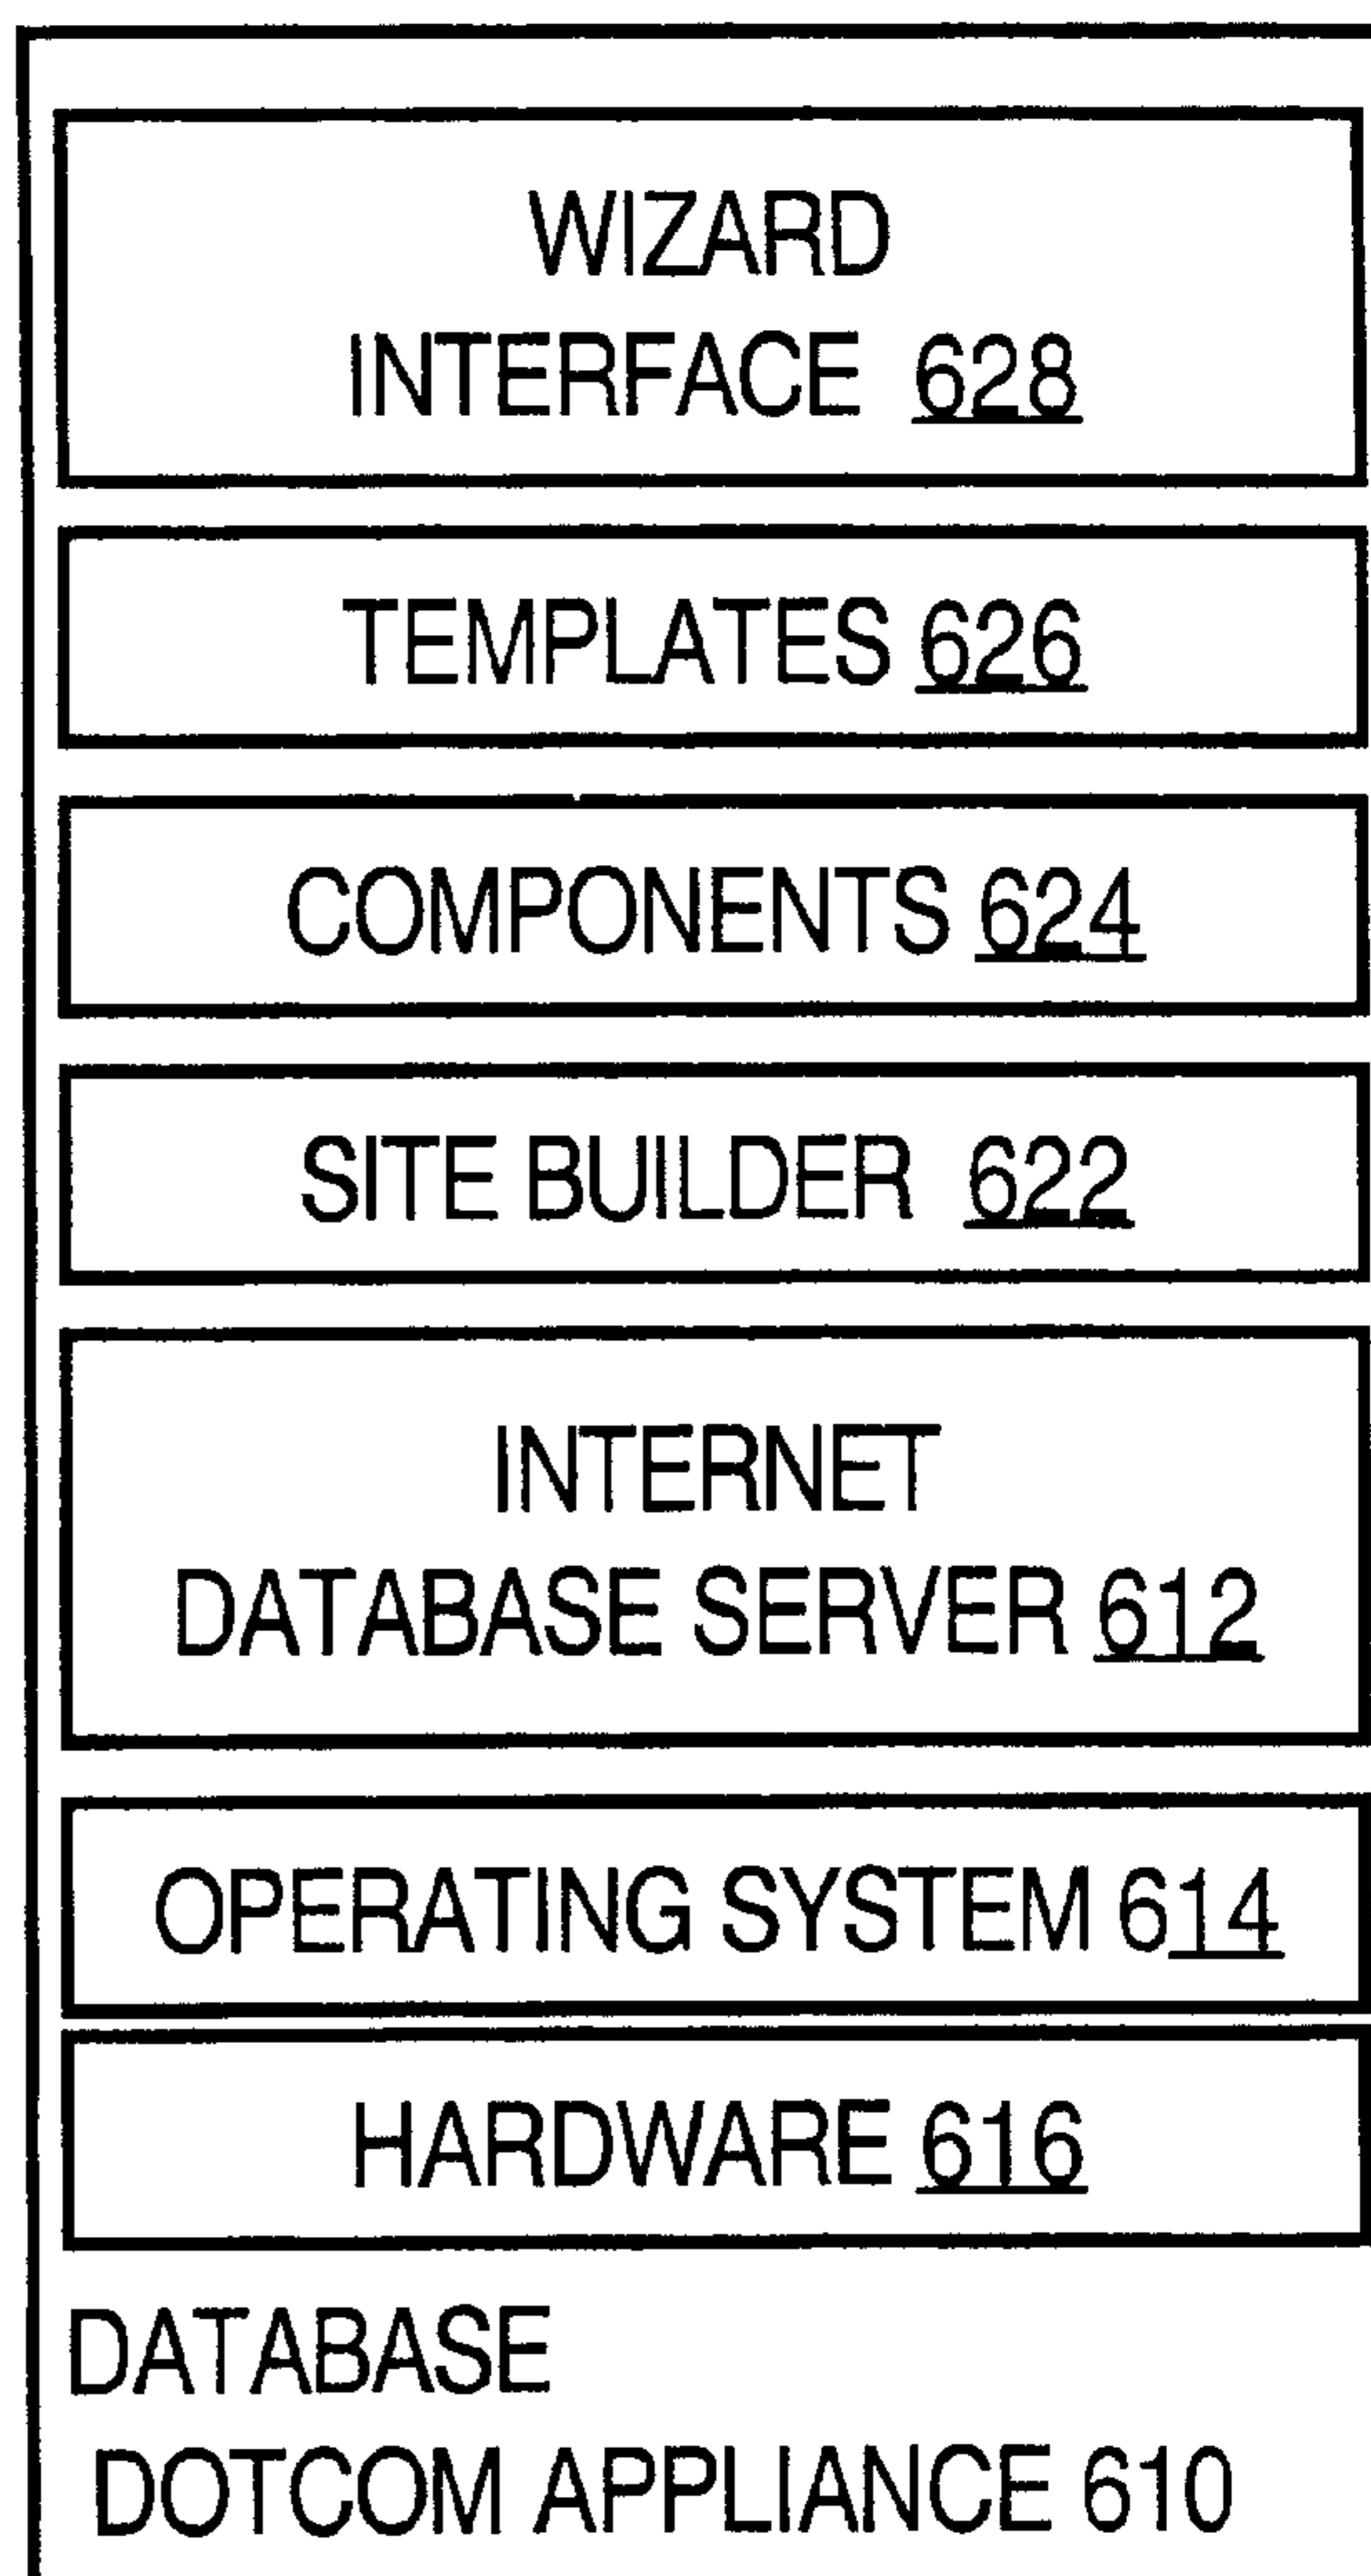 WIZARD
INTERFACE 628
TEMPLATES 626
COMPONENTS 624
SITE BUILDER 622
INTERNET
DATABASE SERVER 612
OPERATING SYSTEM 614
HARDWARE 616
DATABASE
DOTCOM APPLIANCE 610